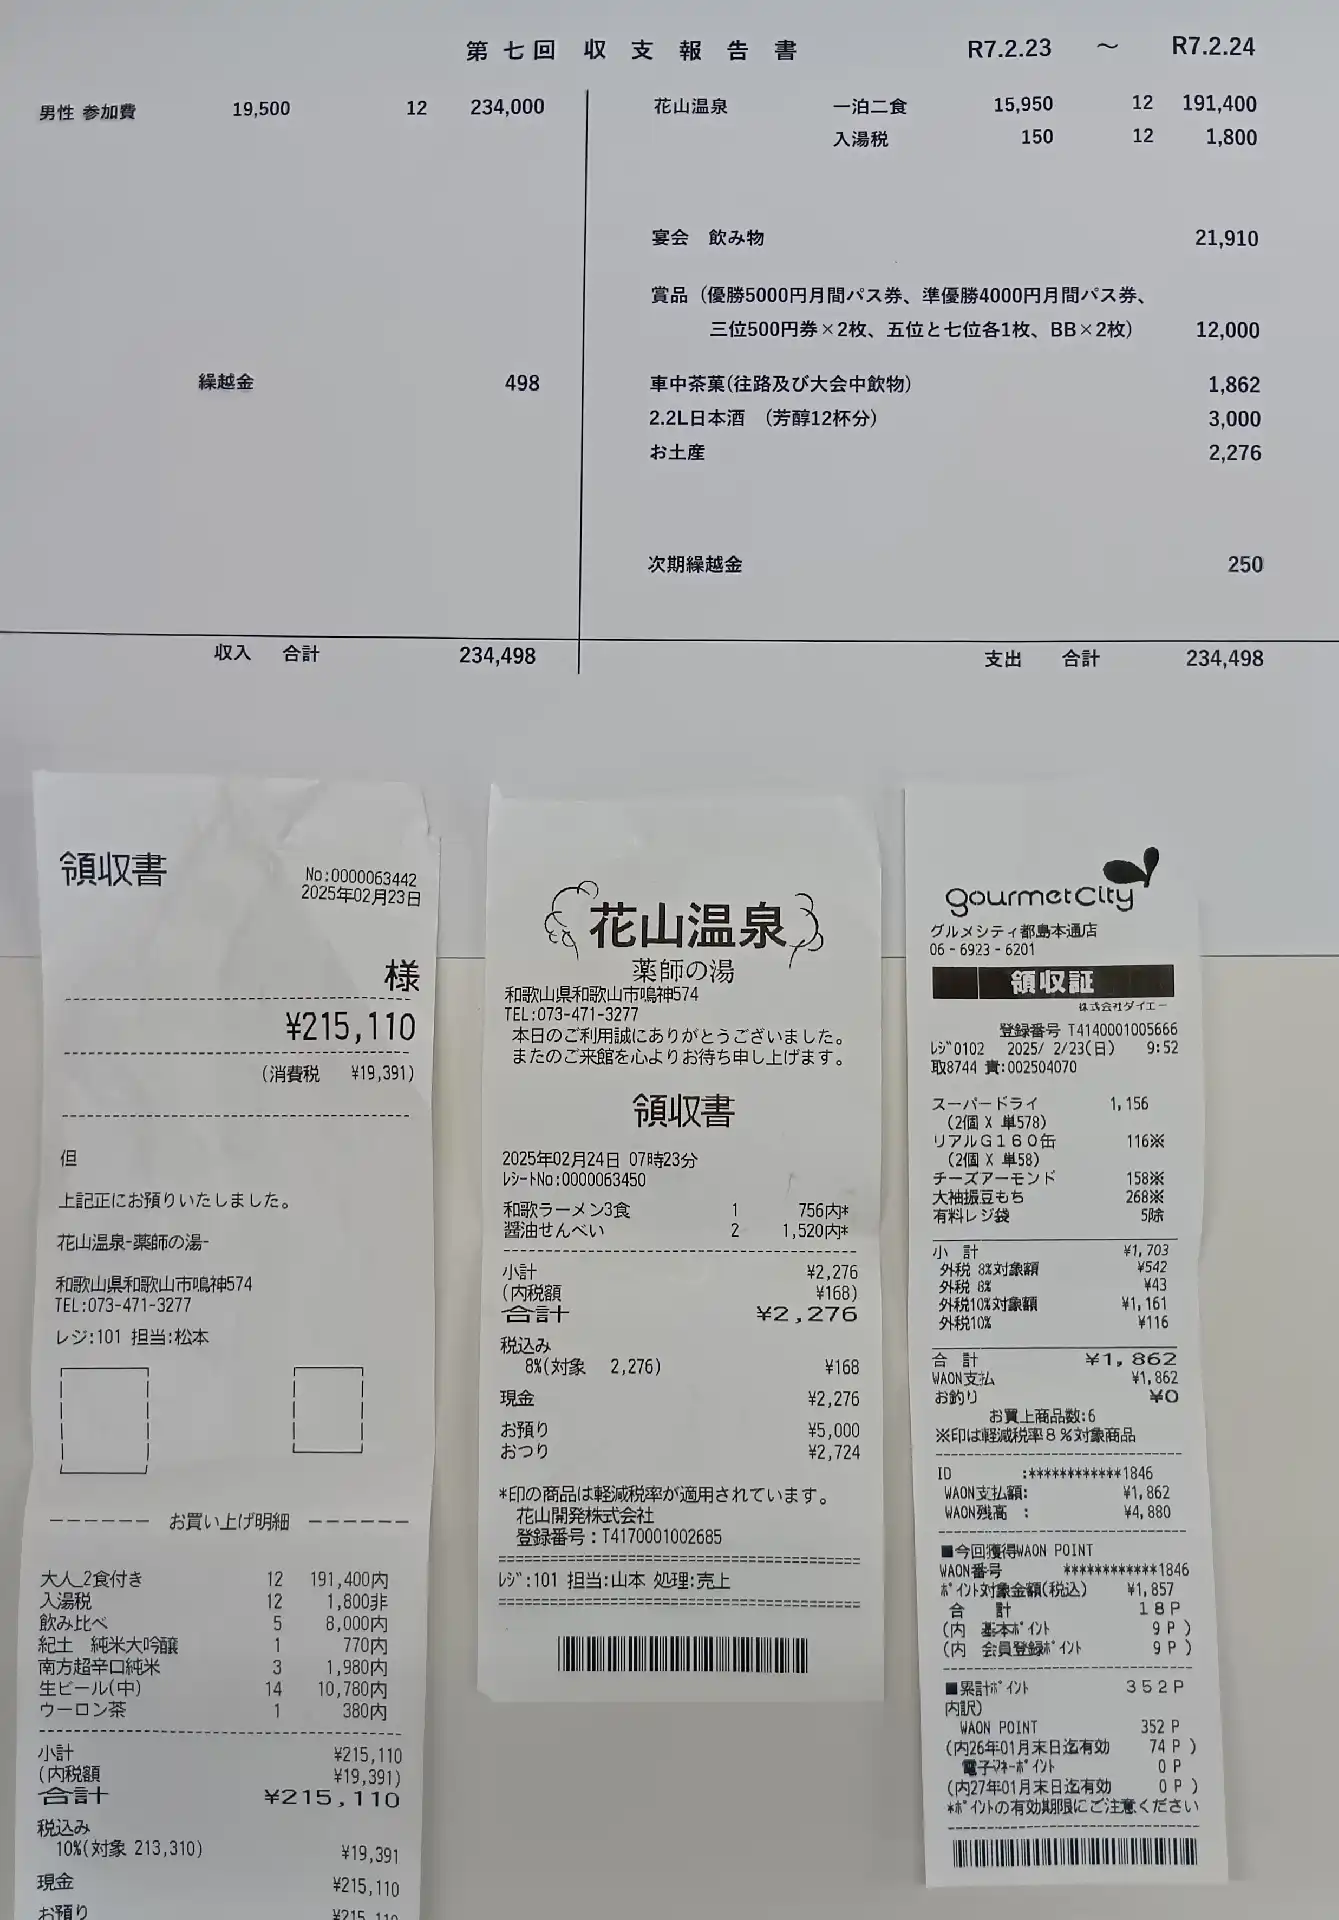 第七回 収支報告書 R7.2.23 ～ R7.2.24
男性 参加費 19,500 12 234,000
繰越金 498
収入 合計 234,498
花山温泉 一泊二食 15,950 12 191,400
入湯税 150 12 1,800
宴会 飲み物 21,910
賞品（優勝5000円月間パス券、準優勝4000円月間パス券、
三位500円券×2枚、五位と七位各1枚、BB×2枚） 12,000
車中茶菓(往路及び大会中飲物) 1,862
2.2L日本酒 （芳醇12杯分） 3,000
お土産 2,276
次期繰越金 250
支出 合計 234,498
領収書
No:0000063442
2025年02月23日
様
¥215,110
(消費税 ¥19,391)
但
上記正にお預りいたしました。
花山温泉-薬師の湯-
和歌山県和歌山市鳴神574
TEL:073-471-3277
レジ:101 担当:松本
お買い上げ明細
大人_2食付き 12 191,400内
入湯税 12 1,800非
飲み比べ 5 8,000内
紀土 純米大吟醸 1 770内
南方超辛口純米 3 1,980内
生ビール(中) 14 10,780内
ウーロン茶 1 380内
小計 ¥215,110
(内税額 ¥19,391)
合計 ¥215,110
税込み
10%(対象 213,310) ¥19,391
現金 ¥215,110
お預り ¥215,110
花山温泉
薬師の湯
和歌山県和歌山市鳴神574
TEL:073-471-3277
本日のご利用誠にありがとうございました。
またのご来館を心よりお待ち申し上げます。
領収書
2025年02月24日 07時23分
ﾚｼｰﾄNo:0000063450
和歌ラーメン3食 1 756内*
醤油せんべい 2 1,520内*
小計 ¥2,276
(内税額 ¥168)
合計 ¥2,276
税込み
8%(対象 2,276) ¥168
現金 ¥2,276
お預り ¥5,000
おつり ¥2,724
*印の商品は軽減税率が適用されています。
花山開発株式会社
登録番号：T4170001002685
ﾚｼﾞ:101 担当:山本 処理:売上
gourmetCity
グルメシティ都島本通店
06-6923-6201
領収証
株式会社ダイエー
登録番号 T4140001005666
ﾚｼﾞ0102 2025/ 2/23(日) 9:52
取8744 責:002504070
スーパードライ 1,156
(2個 X 単578)
リアルＧ１６０缶 116※
(2個 X 単58)
チーズアーモンド 158※
大袖振豆もち 268※
有料レジ袋 5除
小 計 ¥1,703
外税 8%対象額 ¥542
外税 8% ¥43
外税10%対象額 ¥1,161
外税10% ¥116
合 計 ¥1,862
WAON支払 ¥1,862
お釣り ¥0
お買上商品数:6
※印は軽減税率８％対象商品
ID :************1846
WAON支払額: ¥1,862
WAON残高 : ¥4,880
■今回獲得WAON POINT
WAON番号 ************1846
ﾎﾟｲﾝﾄ対象金額(税込) ¥1,857
合 計 18P
(内 基本ﾎﾟｲﾝﾄ 9P )
(内 会員登録ﾎﾟｲﾝﾄ 9P )
■累計ﾎﾟｲﾝﾄ 352P
内訳)
WAON POINT 352 P
(内26年01月末日迄有効 74 P )
電子ﾏﾈｰﾎﾟｲﾝﾄ 0 P
(内27年01月末日迄有効 0 P )
*ﾎﾟｲﾝﾄの有効期限にご注意ください